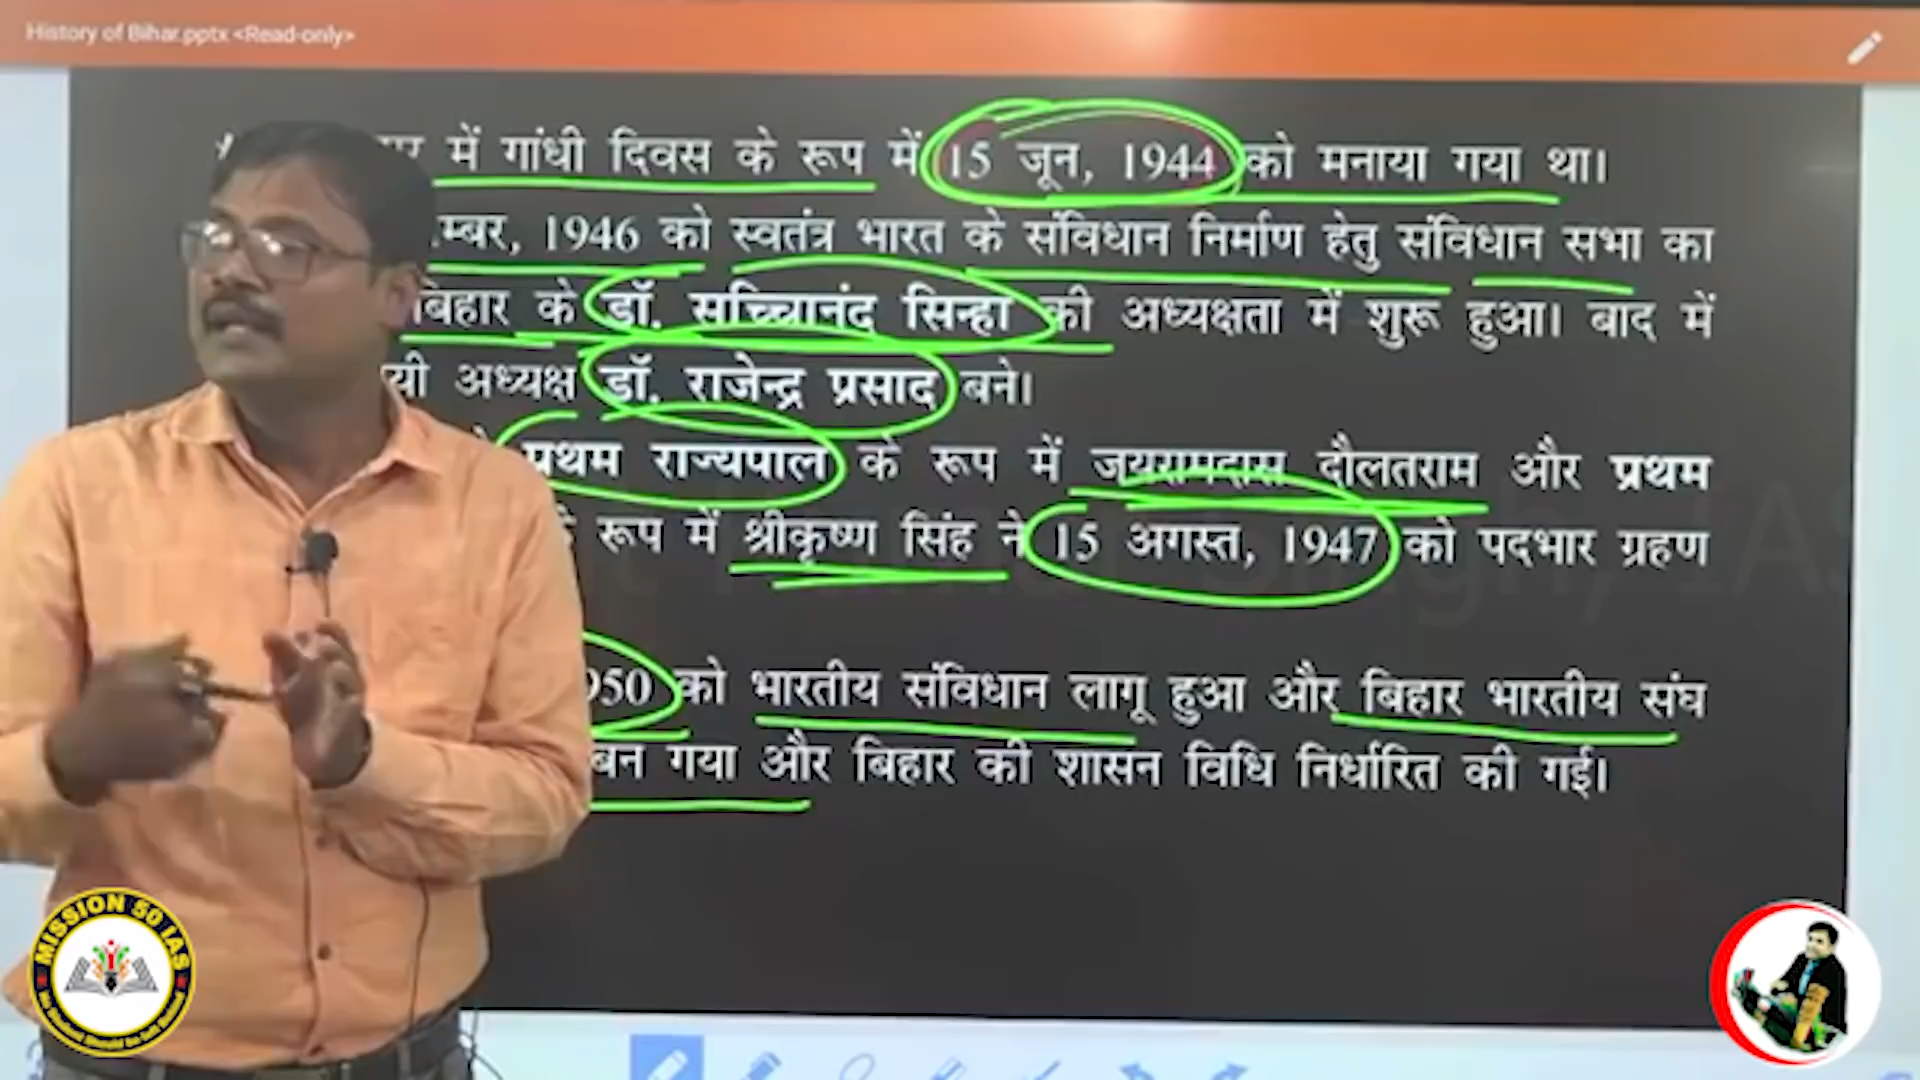 History of Bihar.pptx <Read-only>
में गांधी दिवस के रूप में 15 जून, 1944 को मनाया गया था।
1946 को स्वतंत्र भारत के संविधान निर्माण हेतु संविधान सभा का
बिहार के डॉ. सच्चिानंद सिन्हा की अध्यक्षता में शुरू हुआ। बाद में
अध्यक्ष डॉ. राजेन्द्र प्रसाद बने।
प्रथम राज्यपाल के रूप में जयरामदास दौलतराम और प्रथम
रूप में श्रीकृष्ण सिंह ने 15 अगस्त, 1947 को पदभार ग्रहण
950 को भारतीय संविधान लागू हुआ और बिहार भारतीय संघ
बन गया और बिहार की शासन विधि निर्धारित की गई।
MISSION 50 IAS